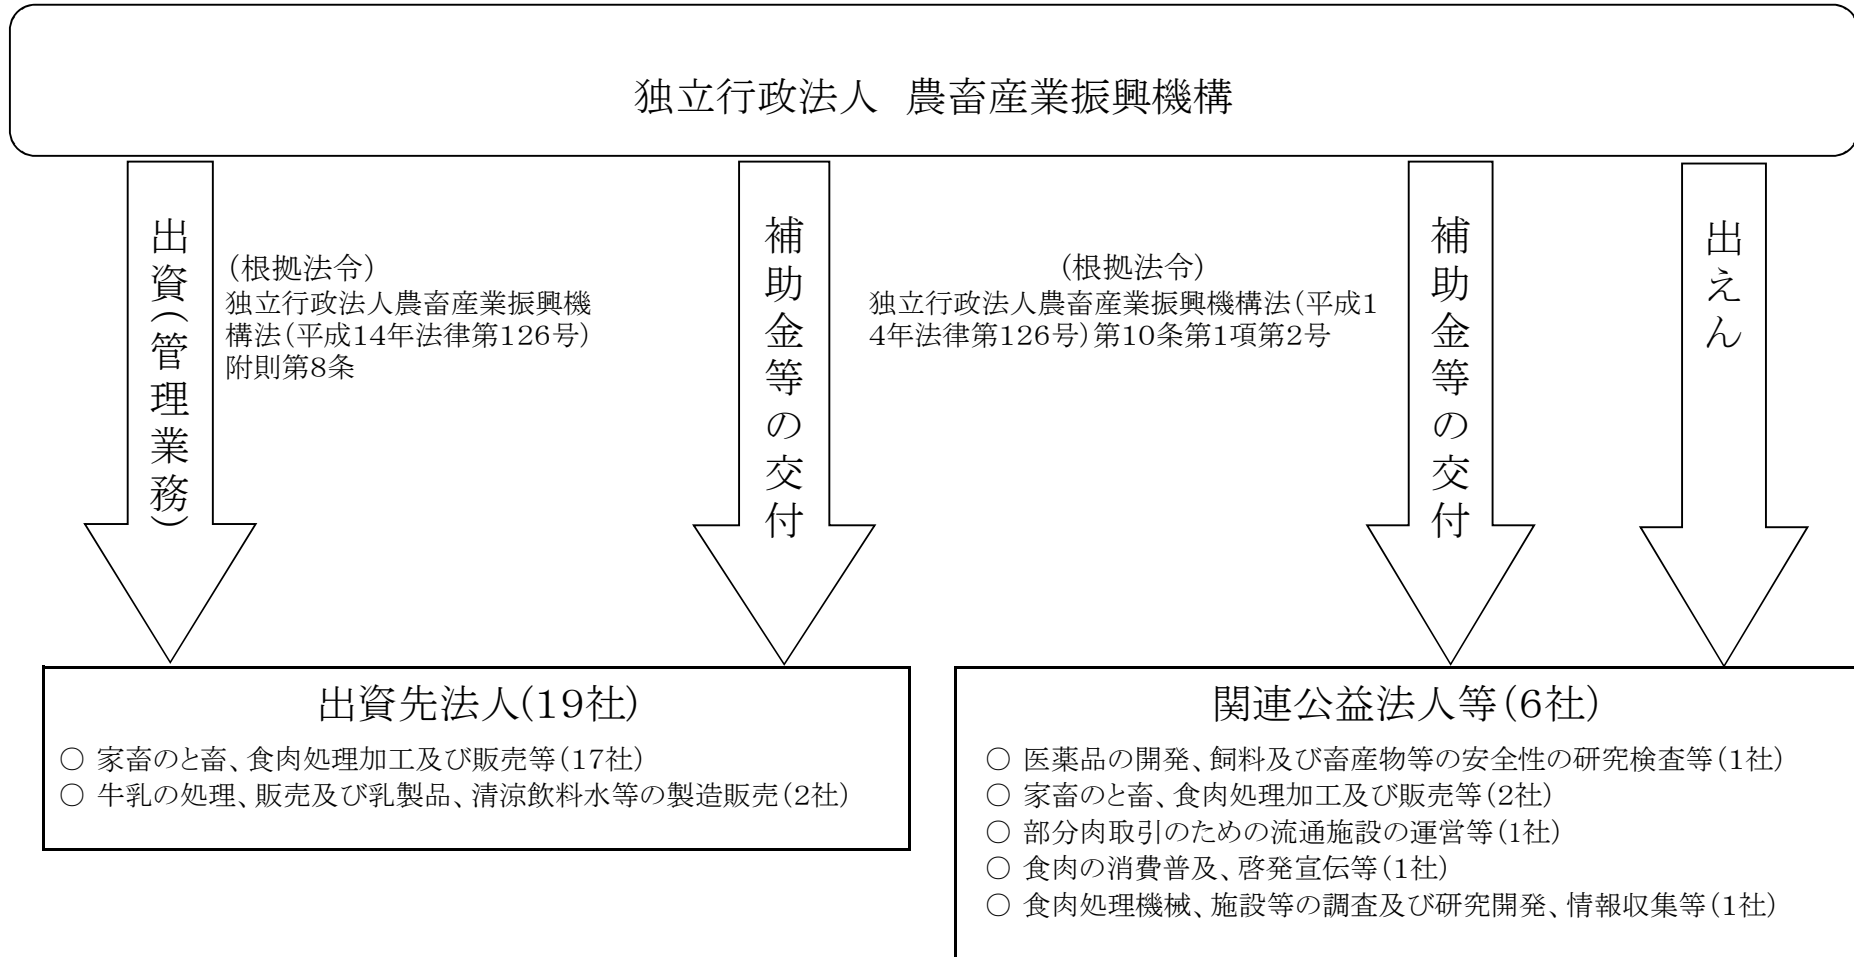 独立行政法人 農畜産業振興機構
出資(管理業務)
(根拠法令)
独立行政法人農畜産業振興機
構法(平成14年法律第126号)
附則第8条
補助金等の交付
(根拠法令)
独立行政法人農畜産業振興機構法(平成1
4年法律第126号)第10条第1項第2号
補助金等の交付
出えん
出資先法人(19社)
○ 家畜のと畜、食肉処理加工及び販売等(17社)
○ 牛乳の処理、販売及び乳製品、清涼飲料水等の製造販売(2社)
関連公益法人等(6社)
○ 医薬品の開発、飼料及び畜産物等の安全性の研究検査等(1社)
○ 家畜のと畜、食肉処理加工及び販売等(2社)
○ 部分肉取引のための流通施設の運営等(1社)
○ 食肉の消費普及、啓発宣伝等(1社)
○ 食肉処理機械、施設等の調査及び研究開発、情報収集等(1社)